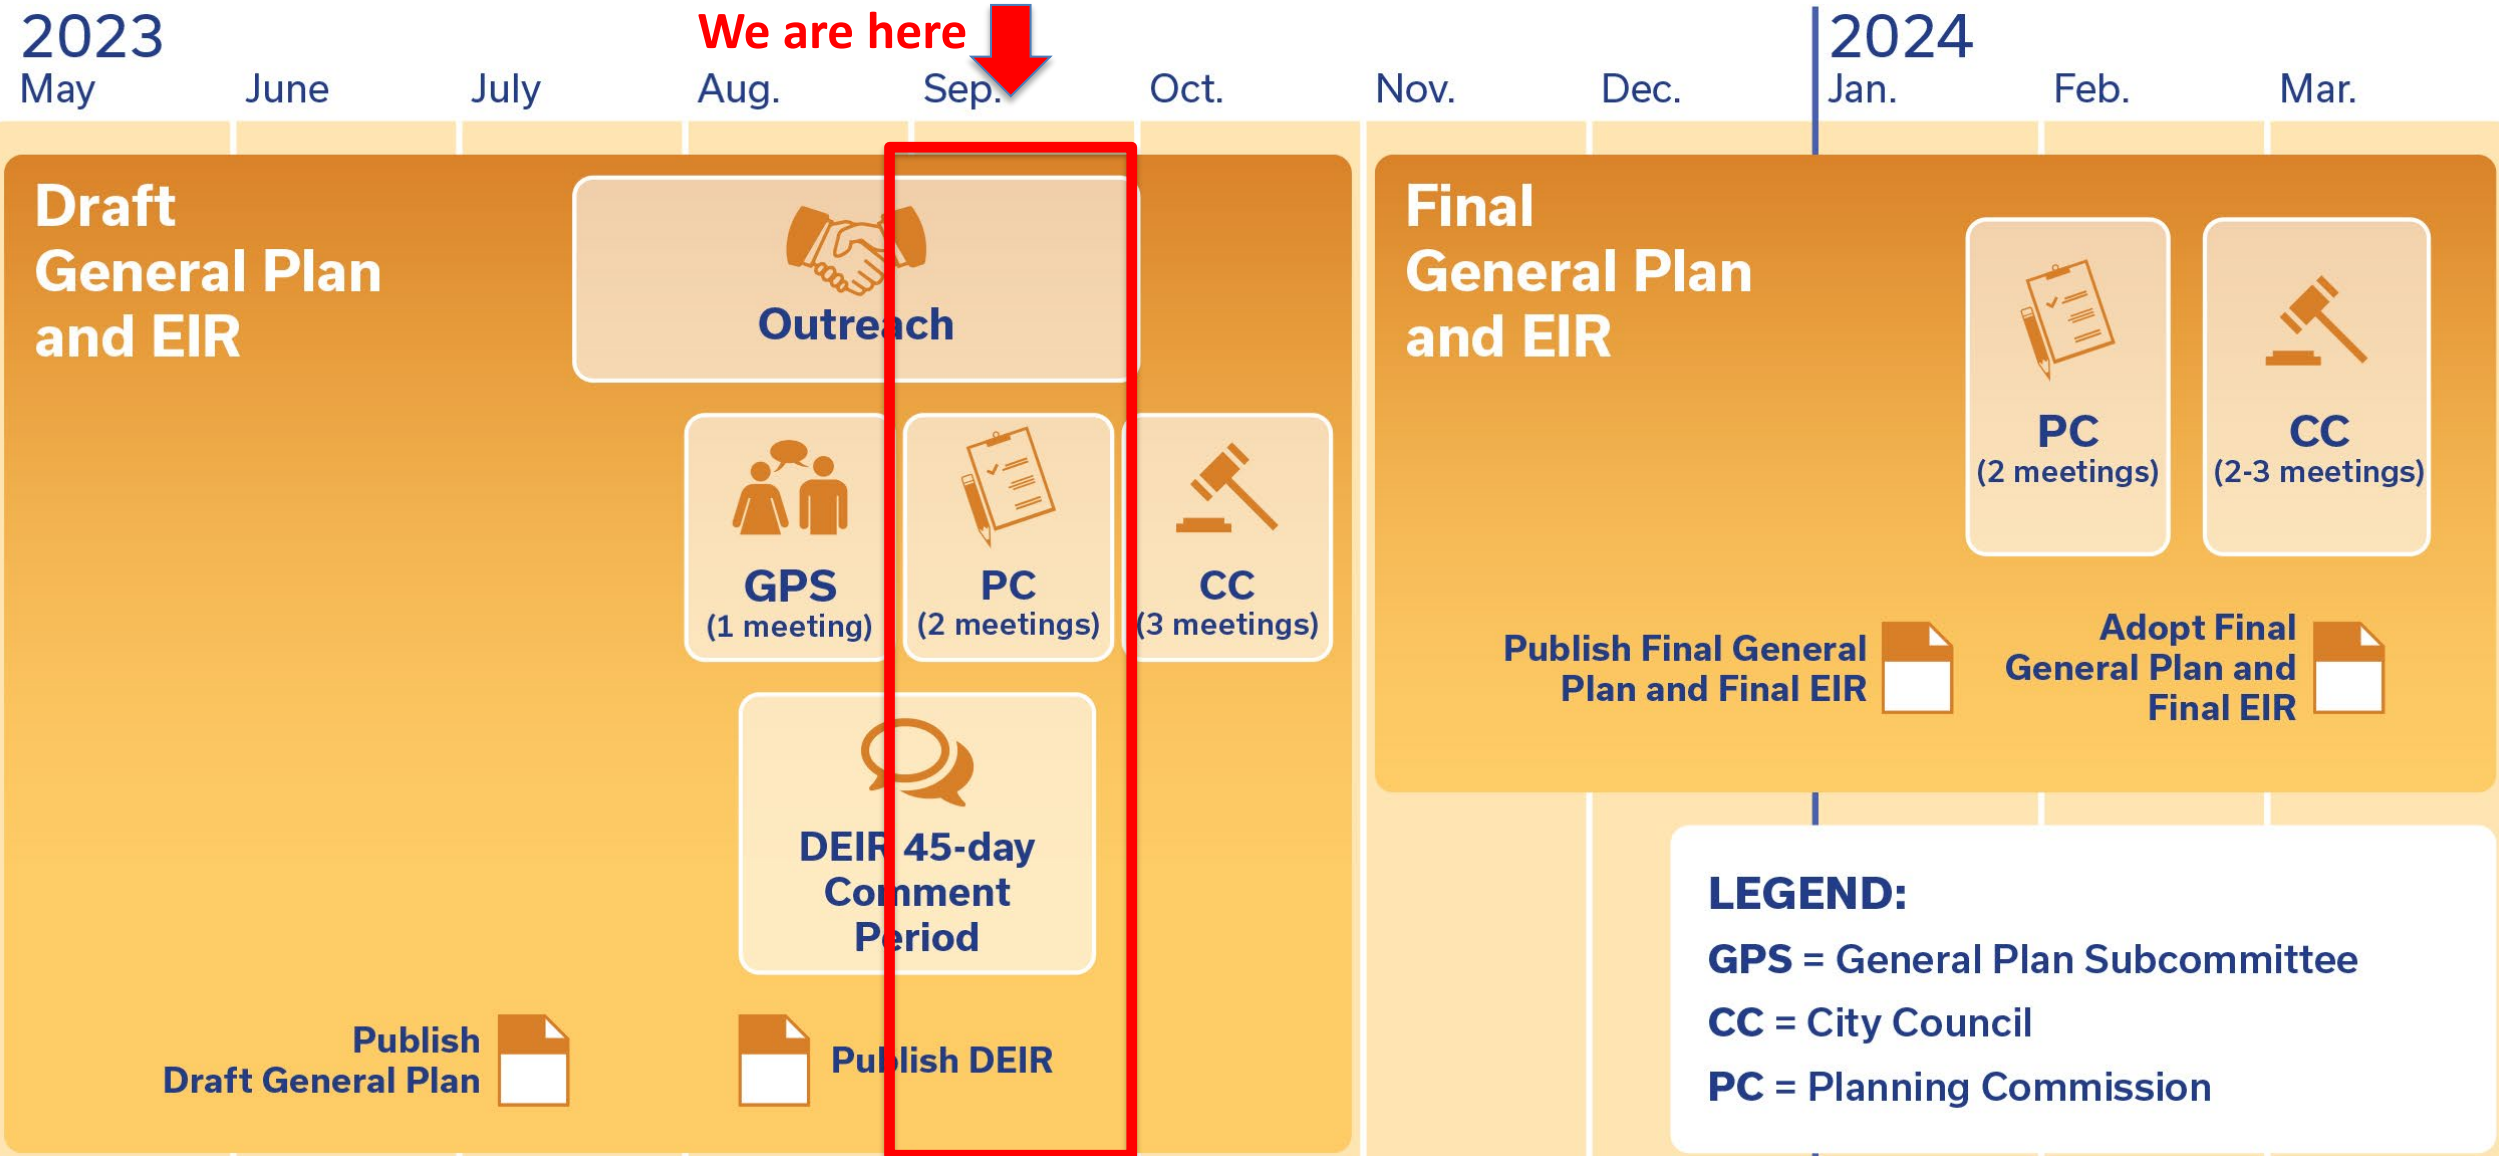 We are here
2023
2024
May
June
July
Aug.
Sep.
Oct.
Nov.
Dec.
Jan.
Feb.
Mar.
Draft
General Plan
and EIR
Outreach
GPS
(1 meeting)
PC
(2 meetings)
CC
(3 meetings)
DEIR 45-day
Comment
Period
Publish
Draft General Plan
Publish DEIR
Final
General Plan
and EIR
PC
(2 meetings)
CC
(2-3 meetings)
Publish Final General
Plan and Final EIR
Adopt Final
General Plan and
Final EIR
LEGEND:
GPS = General Plan Subcommittee
CC = City Council
PC = Planning Commission